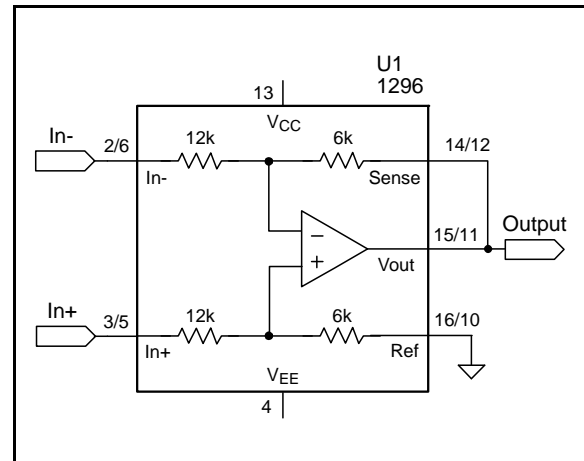 U1
1296
13
VCC
In-
2/6
12k
6k
14/12
In-
Sense
Output
−
15/11
+
Vout
In+
3/5
12k
6k
16/10
In+
Ref
VEE
4